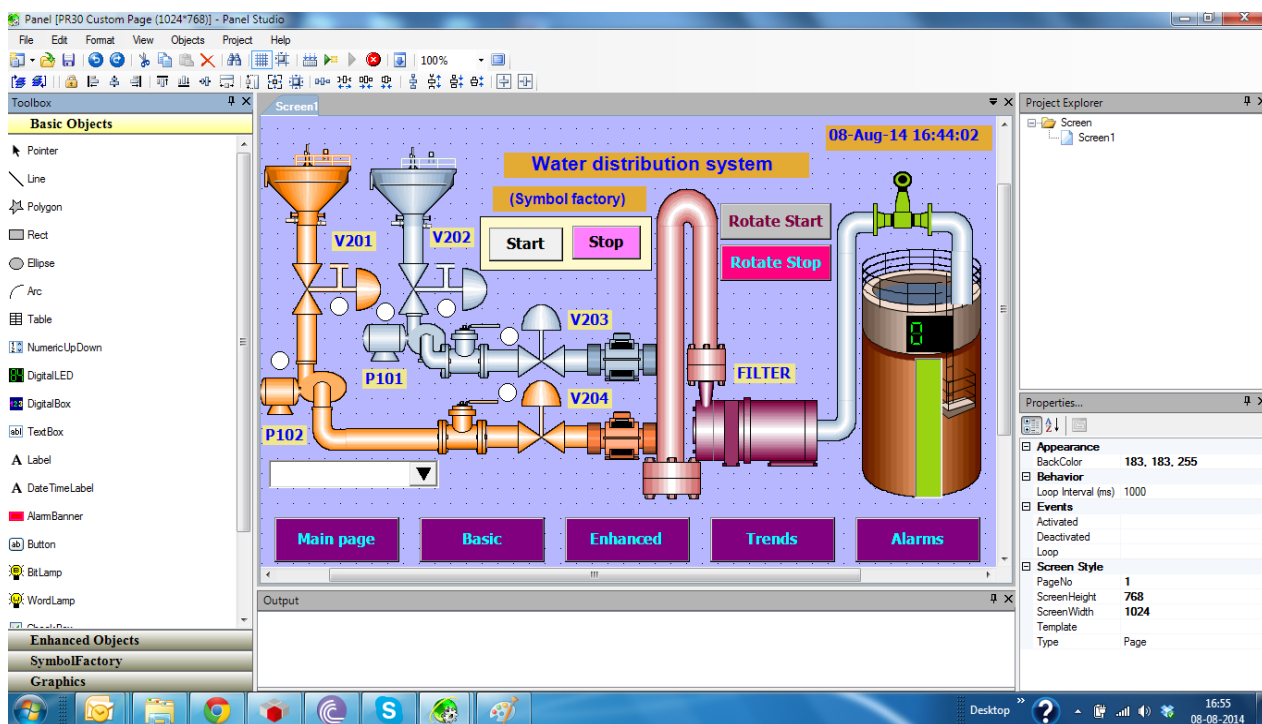 Panel [PR30 Custom Page (1024*768)] - Panel Studio
File Edit Format View Objects Project Help
100%
Toolbox
Basic Objects
Pointer
Line
Polygon
Rect
Ellipse
Arc
Table
NumericUpDown
DigitalLED
DigitalBox
TextBox
Label
DateTimeLabel
AlarmBanner
Button
BitLamp
WordLamp
CheckBox
Enhanced Objects
SymbolFactory
Graphics
Screen1
08-Aug-14 16:44:02
Water distribution system
(Symbol factory)
Start Stop
Rotate Start
Rotate Stop
V201
V202
V203
P101
FILTER
V204
P102
0
Main page Basic Enhanced Trends Alarms
Output
Project Explorer
Screen
Screen1
Properties...
Appearance
BackColor 183, 183, 255
Behavior
Loop Interval (ms) 1000
Events
Activated
Deactivated
Loop
Screen Style
PageNo 1
ScreenHeight 768
ScreenWidth 1024
Template
Type Page
Desktop
16:55
08-08-2014